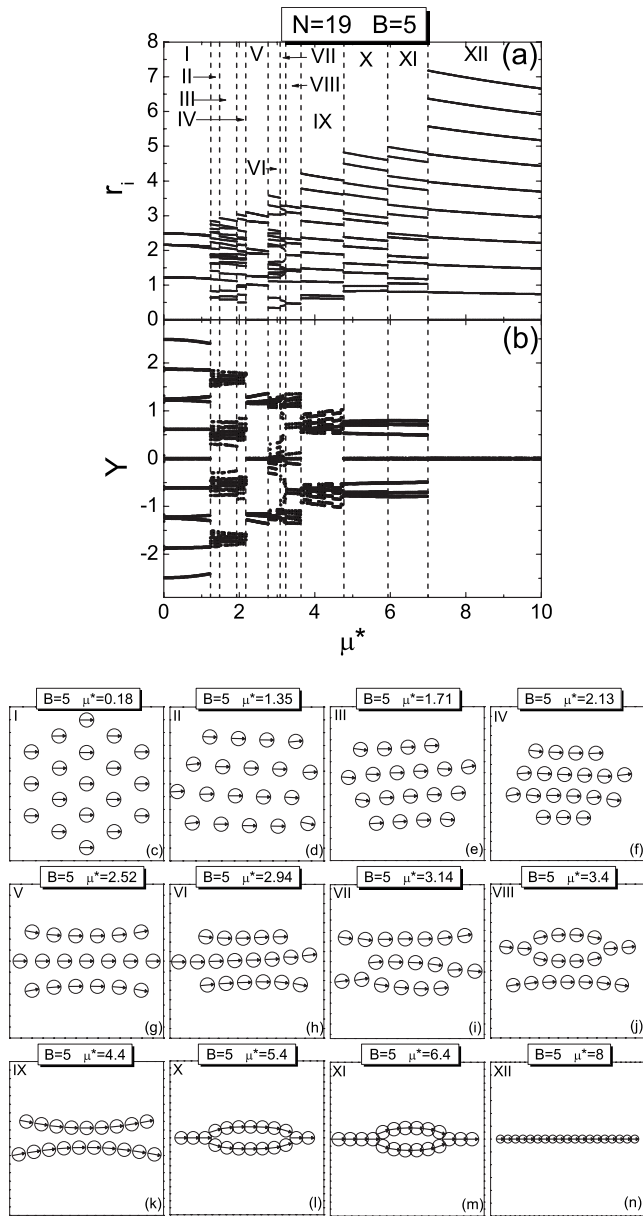 N=19 B=5
8
7
6
5
4
3
2
1
0
r_i
I
II
III
IV
V
VI
VII
VIII
IX
X
XI
XII
(a)
2
1
0
-1
-2
Y
(b)
0 2 4 6 8 10
μ*
B=5 μ*=0.18
I
(c)
B=5 μ*=1.35
II
(d)
B=5 μ*=1.71
III
(e)
B=5 μ*=2.13
IV
(f)
B=5 μ*=2.52
V
(g)
B=5 μ*=2.94
VI
(h)
B=5 μ*=3.14
VII
(i)
B=5 μ*=3.4
VIII
(j)
B=5 μ*=4.4
IX
(k)
B=5 μ*=5.4
X
(l)
B=5 μ*=6.4
XI
(m)
B=5 μ*=8
XII
(n)